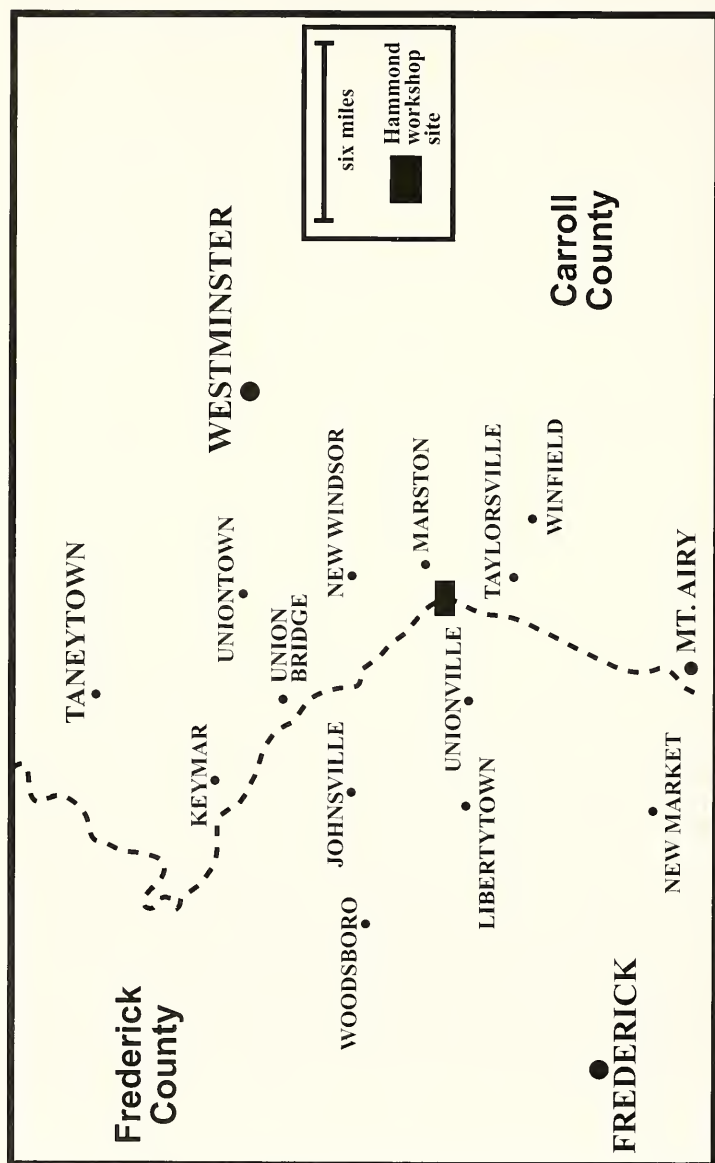 TANEYTOWN
Frederick
County
KEYMAR
WESTMINSTER
UNIONTOWN
UNION
BRIDGE
JOHNSVILLE
NEW WINDSOR
WOODSBORO
six miles
Hammond
workshop
site
MARSTON
UNIONVILLE
LIBERTYTOWN
TAYLORSVILLE
WINFIELD
Carroll
County
FREDERICK
NEW MARKET
MT. AIRY